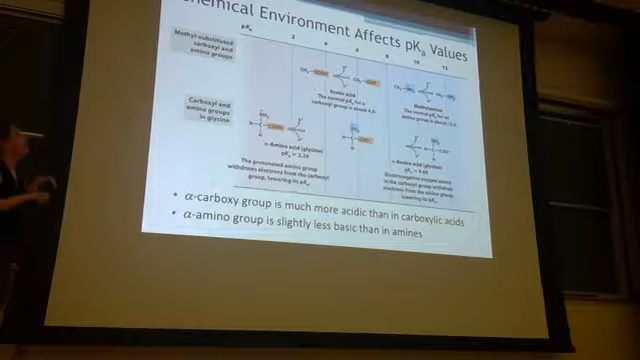 Chemical Environment Affects pKa Values
pKa 2 4 6 8 10 12
Methyl-substituted
carboxyl and
amino groups
Acetic acid
The normal pKa for a
carboxyl group is about 4.8.
Methylamine
The normal pKa for an
amino group is about
Carboxyl and
amino groups
in glycine
α-Amino acid (glycine)
pKa = 2.34
The protonated amino group
withdraws electrons from the carboxyl
group, lowering its pKa.
α-Amino acid (glycine)
pKa = 9.60
Electronegative oxygen atoms
in the carboxyl group withdraw
electrons from the amino group,
lowering its pKa.
• α-carboxy group is much more acidic than in carboxylic acids
• α-amino group is slightly less basic than in amines